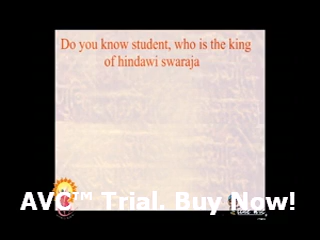 Do you know student, who is the king
of hindawi swaraja
AVC™ Trial. Buy Now!